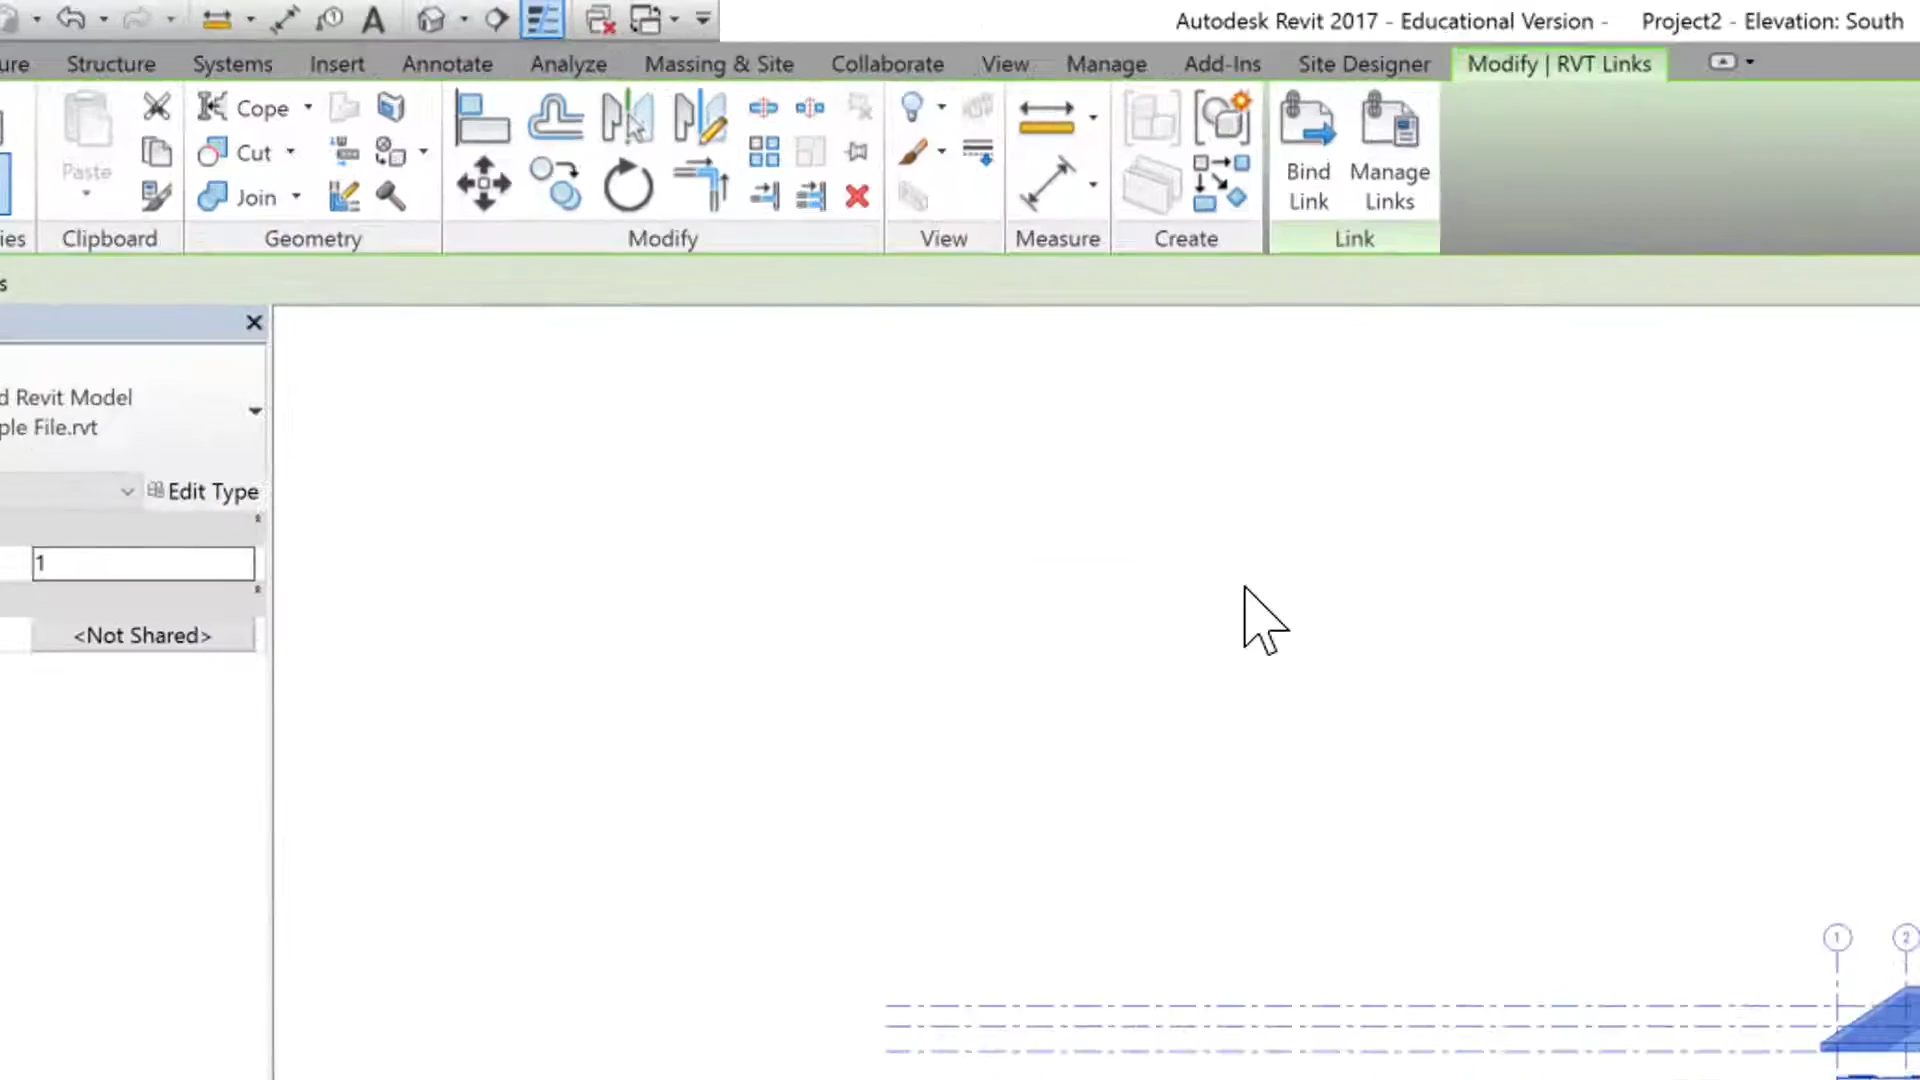 Autodesk Revit 2017 - Educational Version - Project2 - Elevation: South
ure Structure Systems Insert Annotate Analyze Massing & Site Collaborate View Manage Add-Ins Site Designer Modify | RVT Links
A
Paste
Cope
Cut
Join
Bind Link
Manage Links
ies Clipboard Geometry Modify View Measure Create Link
s
d Revit Model
ple File.rvt
Edit Type
1
<Not Shared>
1 2